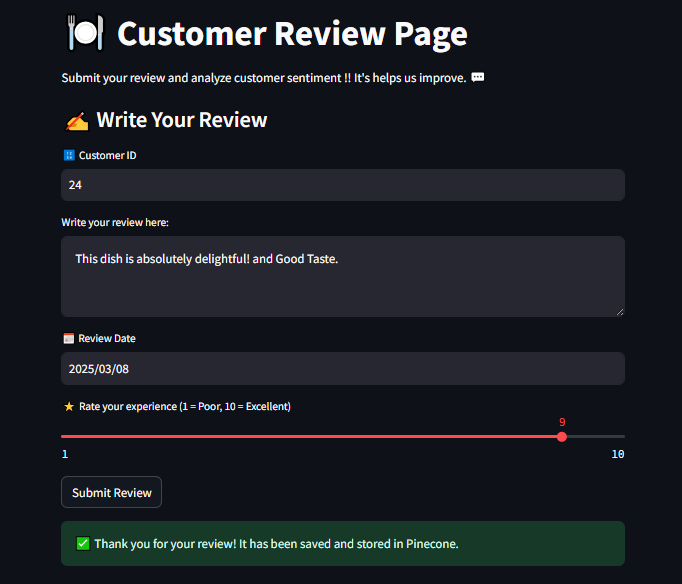 🍽️ Customer Review Page
Submit your review and analyze customer sentiment !! It's helps us improve. 💬
✍️ Write Your Review
🔢 Customer ID
24
Write your review here:
This dish is absolutely delightful! and Good Taste.
📅 Review Date
2025/03/08
⭐ Rate your experience (1 = Poor, 10 = Excellent)
9
1 10
Submit Review
✅ Thank you for your review! It has been saved and stored in Pinecone.